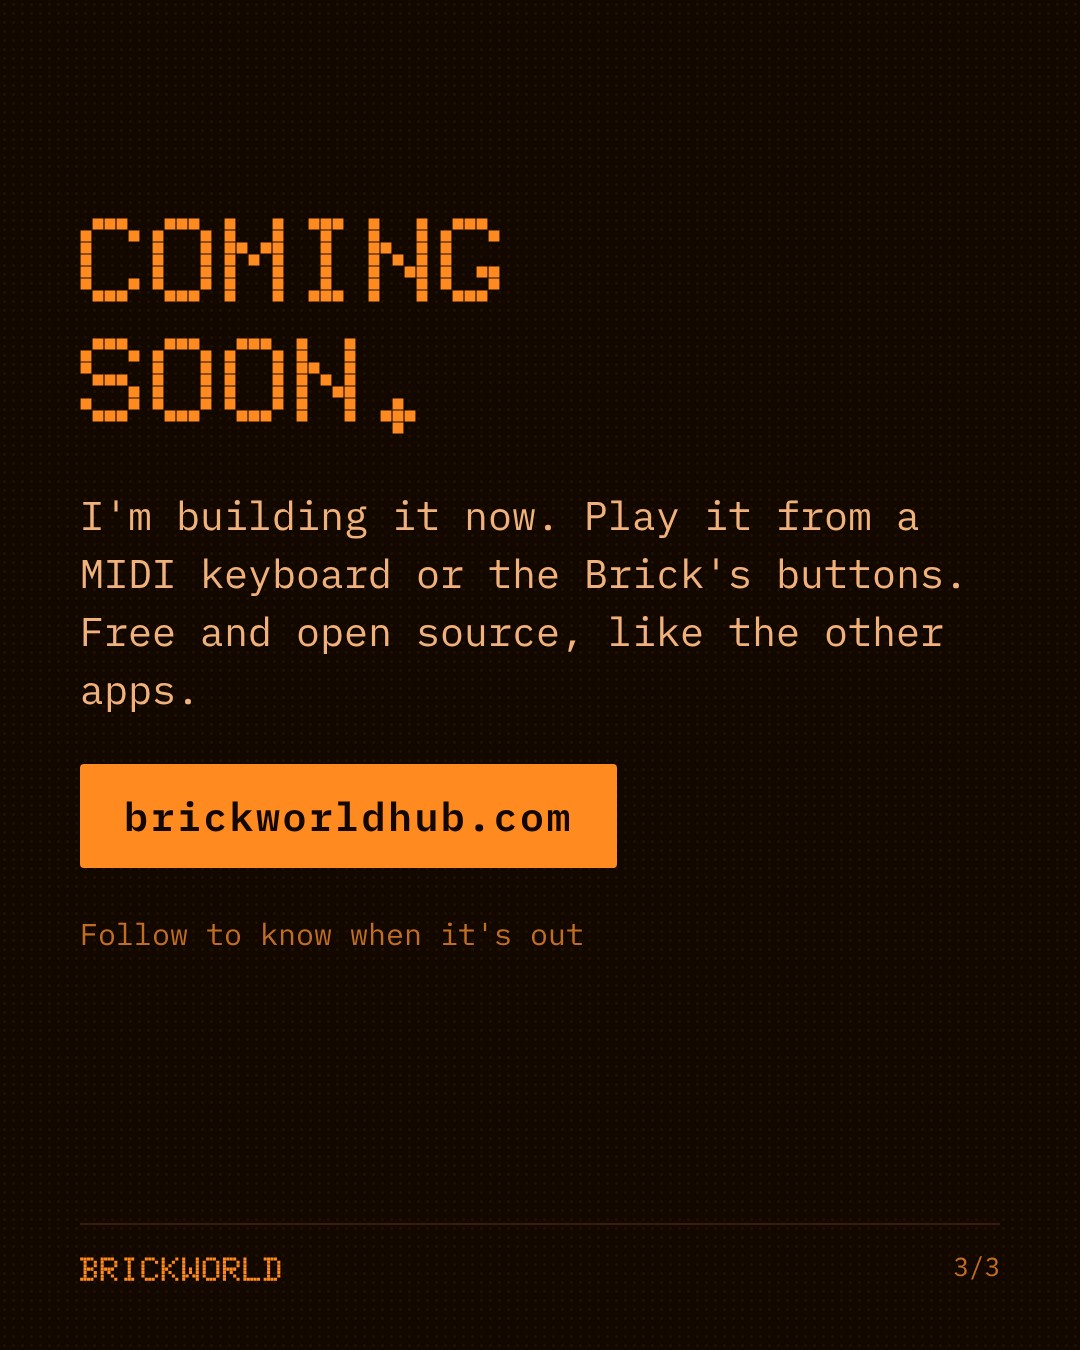 COMING
SOON.
I'm building it now. Play it from a
MIDI keyboard or the Brick's buttons.
Free and open source, like the other
apps.
brickworldhub.com
Follow to know when it's out
BRICKWORLD
3/3